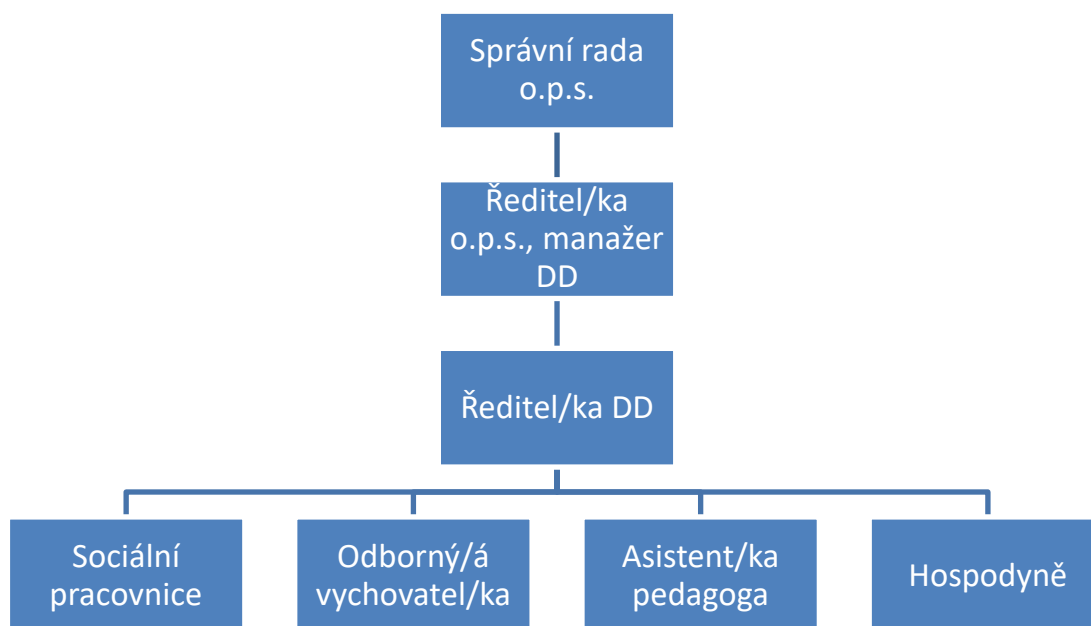 Správní rada
o.p.s.
Ředitel/ka
o.p.s., manažer
DD
Ředitel/ka DD
Sociální
pracovnice
Odborný/á
vychovatel/ka
Asistent/ka
pedagoga
Hospodyně